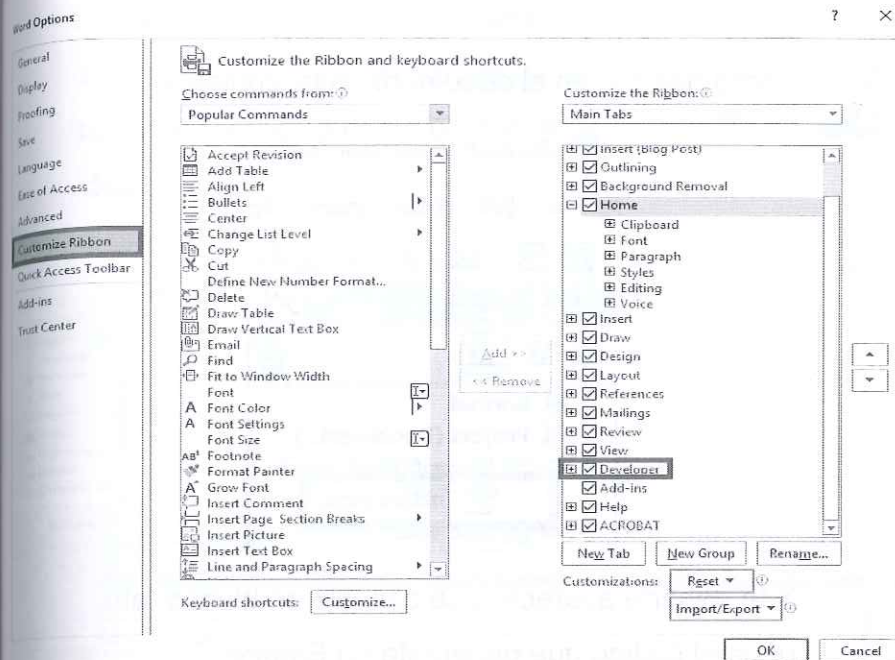 Word Options
?
General
Display
Proofing
Save
Language
Ease of Access
Advanced
Customize Ribbon
Quick Access Toolbar
Add-ins
Trust Center
Customize the Ribbon and keyboard shortcuts.
Choose commands from:
Popular Commands
Accept Revision
Add Table
Align Left
Bullets
Center
Change List Level
Copy
Cut
Define New Number Format...
Delete
Draw Table
Draw Vertical Text Box
Email
Find
Fit to Window Width
Font
Font Color
Font Settings
Font Size
Footnote
Format Painter
Grow Font
Insert Comment
Insert Page Section Breaks
Insert Picture
Insert Text Box
Line and Paragraph Spacing
Keyboard shortcuts: Customize...
Add >>
<< Remove
Customize the Ribbon:
Main Tabs
Insert (Blog Post)
Outlining
Background Removal
Home
Clipboard
Font
Paragraph
Styles
Editing
Voice
Insert
Draw
Design
Layout
References
Mailings
Review
View
Developer
Add-ins
Help
ACROBAT
New Tab New Group Rename...
Customizations: Reset
Import/Export
OK Cancel